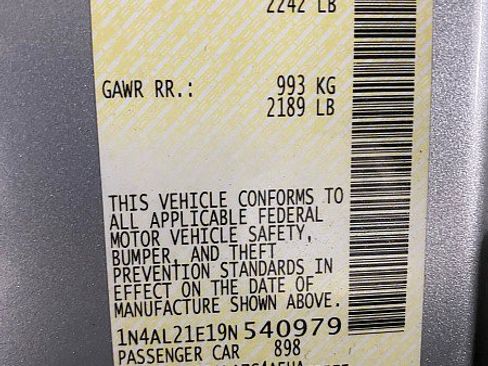 2242 LB
GAWR RR.: 993 KG
2189 LB
THIS VEHICLE CONFORMS TO
ALL APPLICABLE FEDERAL
MOTOR VEHICLE SAFETY,
BUMPER, AND THEFT
PREVENTION STANDARDS IN
EFFECT ON THE DATE OF
MANUFACTURE SHOWN ABOVE.
1N4AL21E19N540979
PASSENGER CAR 898